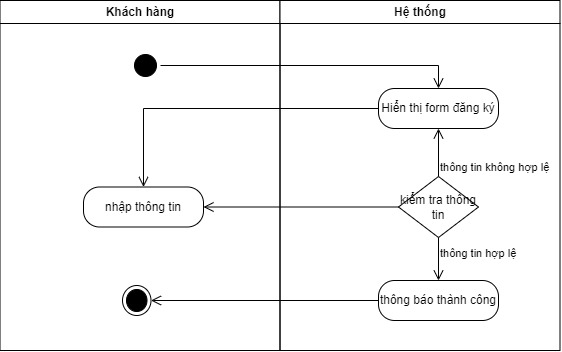 Khách hàng
Hệ thống
Hiển thị form đăng ký
thông tin không hợp lệ
nhập thông tin
kiểm tra thông
tin
thông tin hợp lệ
thông báo thành công